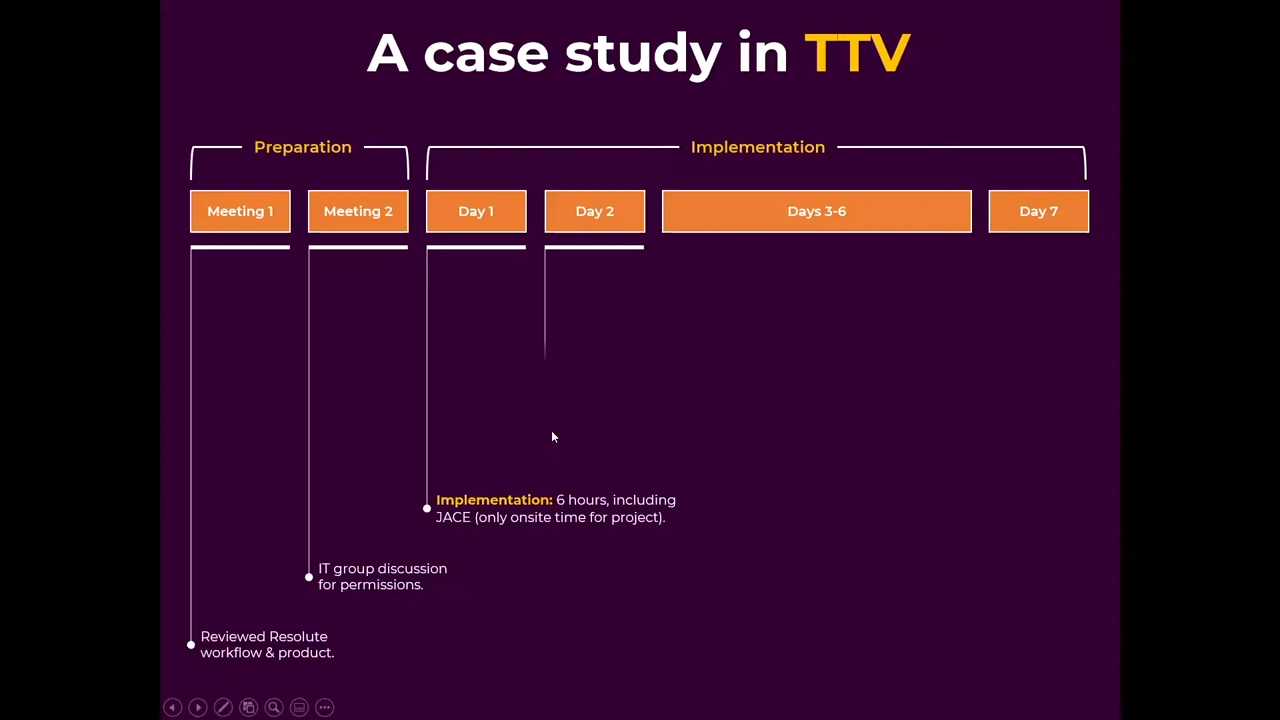 A case study in TTV
Preparation
Implementation
Meeting 1
Meeting 2
Day 1
Day 2
Days 3-6
Day 7
Implementation: 6 hours, including
JACE (only onsite time for project).
IT group discussion
for permissions.
Reviewed Resolute
workflow & product.